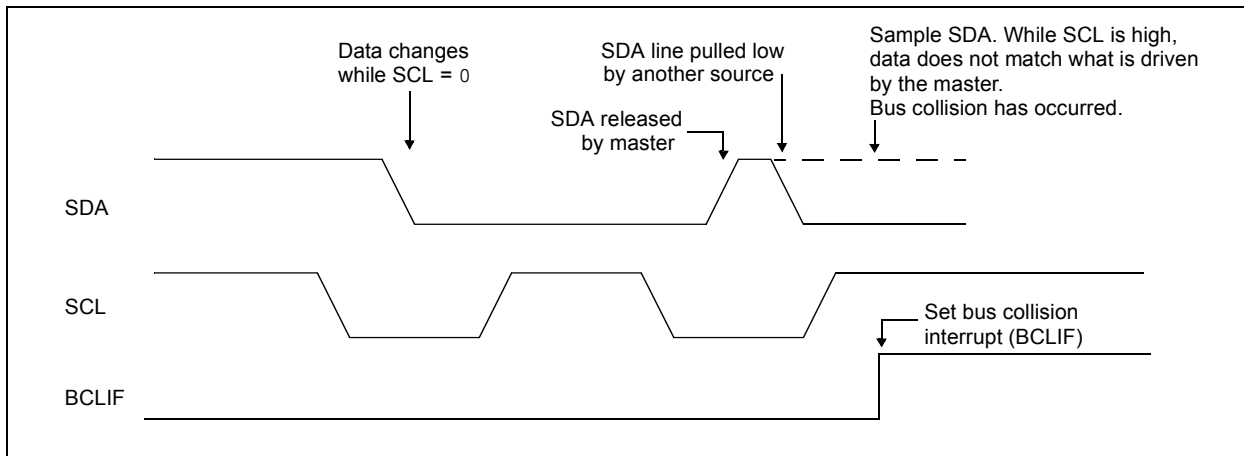 Data changes
while SCL = 0
SDA line pulled low
by another source
SDA released
by master
Sample SDA. While SCL is high,
data does not match what is driven
by the master.
Bus collision has occurred.
SDA
SCL
Set bus collision
interrupt (BCLIF)
BCLIF